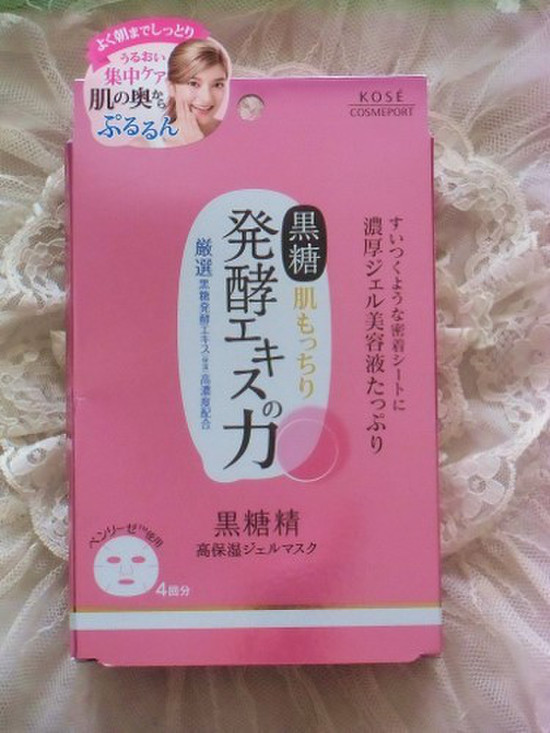 よく朝までしっとり
うるおい
集中ケア
肌の奥から
ぷるるん
KOSÉ
COSMEPORT
すいつくような密着シートに
濃厚ジェル美容液たっぷり
黒糖
肌もっちり
発酵エキスの力
厳選黒糖発酵エキス(保湿)高濃度配合
黒糖精
高保湿ジェルマスク
ベンリーゼ™使用
4回分